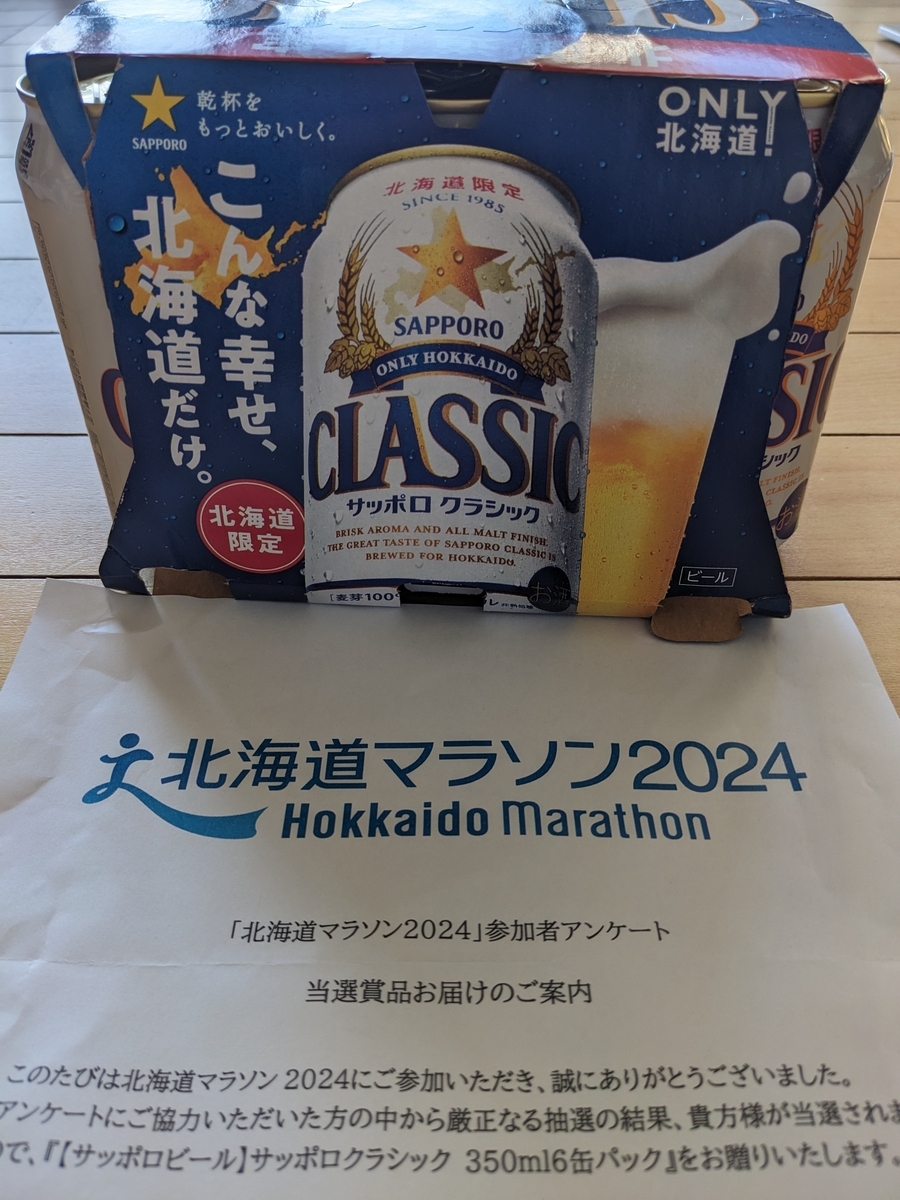 乾杯を
もっとおいしく。
SAPPORO
ONLY
北海道!
こんな幸せ、
北海道だけ。
北海道
限定
北海道限定
SINCE 1985
SAPPORO
ONLY HOKKAIDO
CLASSIC
サッポロ クラシック
BRISK AROMA AND ALL MALT FINISH.
THE GREAT TASTE OF SAPPORO CLASSIC IS
BREWED FOR HOKKAIDO.
[麦芽100%
お酒
ビール
北海道マラソン2024
Hokkaido Marathon
「北海道マラソン2024」参加者アンケート
当選賞品お届けのご案内
このたびは北海道マラソン 2024にご参加いただき、誠にありがとうございました。
アンケートにご協力いただいた方の中から厳正なる抽選の結果、貴方様が当選されま
で、『【サッポロビール】サッポロクラシック 350ml6缶パック』をお贈りいたします。